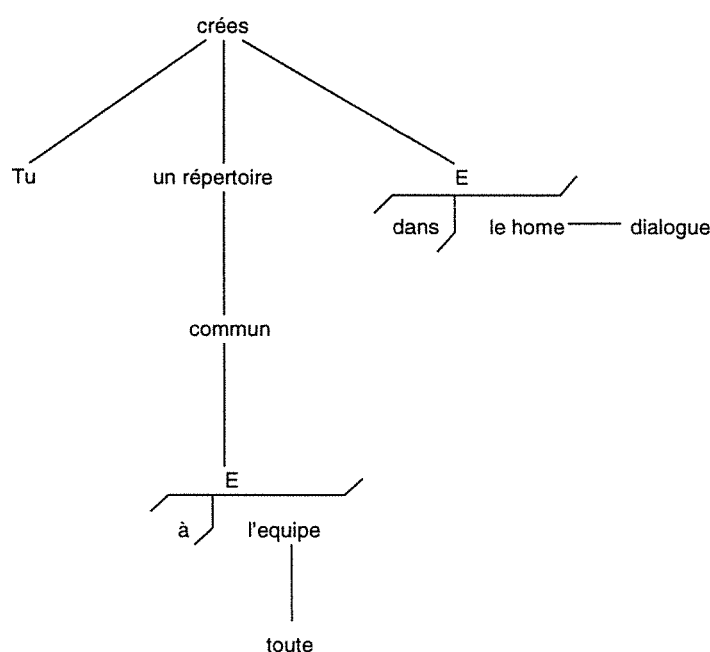 crées
Tu un répertoire E
dans le home dialogue
commun
E
à l'equipe
toute